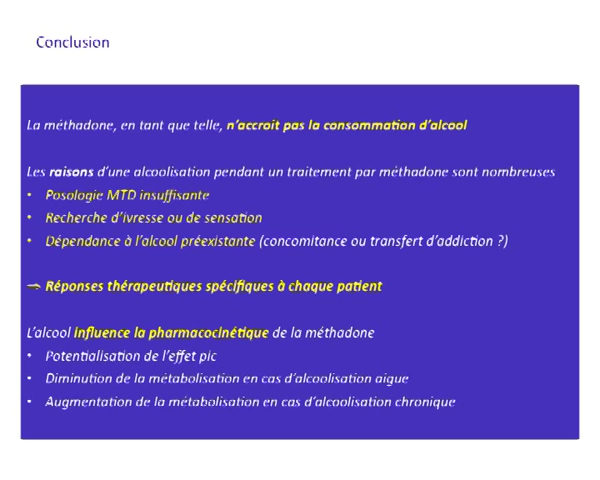 Conclusion
La méthadone, en tant que telle, n'accroit pas la consommation d'alcool
Les raisons d'une alcoolisation pendant un traitement par méthadone sont nombreuses
• Posologie MTD insuffisante
• Recherche d'ivresse ou de sensation
• Dépendance à l'alcool préexistante (concomitance ou transfert d'addiction ?)
→ Réponses thérapeutiques spécifiques à chaque patient
L'alcool influence la pharmacocinétique de la méthadone
• Potentialisation de l'effet pic
• Diminution de la métabolisation en cas d'alcoolisation aigue
• Augmentation de la métabolisation en cas d'alcoolisation chronique